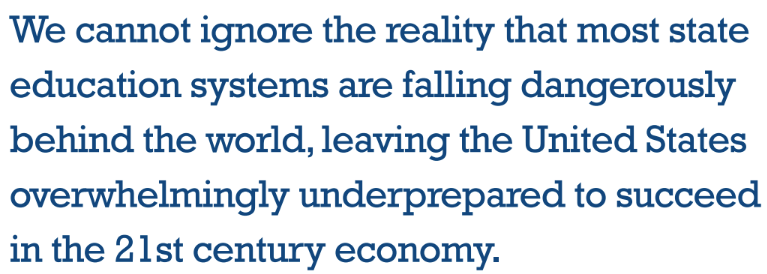 We cannot ignore the reality that most state
education systems are falling dangerously
behind the world, leaving the United States
overwhelmingly underprepared to succeed
in the 21st century economy.